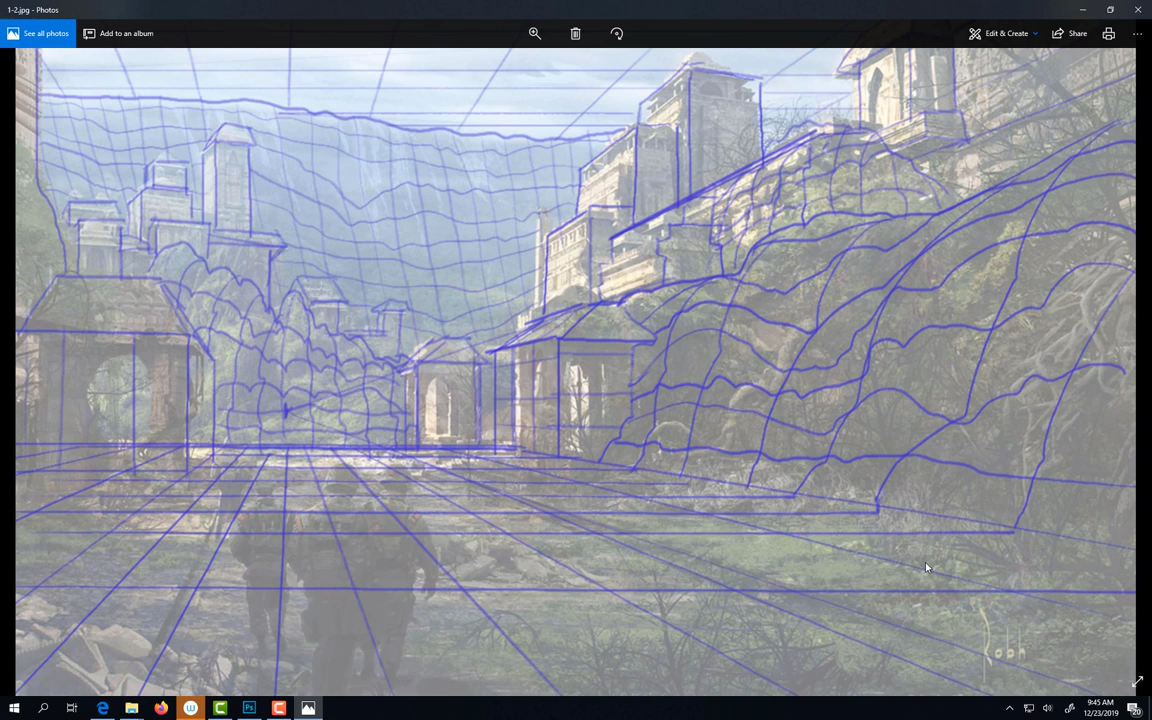 1-2.jpg - Photos
See all photos
Add to an album
Edit & Create
Share
9:45 AM
12/23/2019
20